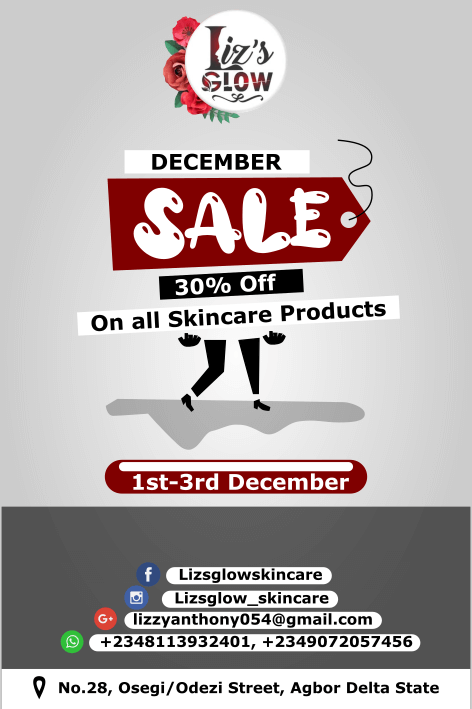 Liz's
GLOW
DECEMBER
SALE
30% Off
On all Skincare Products
1st-3rd December
Lizsglowskincare
Lizsglow_skincare
lizzyanthony054@gmail.com
+2348113932401, +2349072057456
No.28, Osegi/Odezi Street, Agbor Delta State